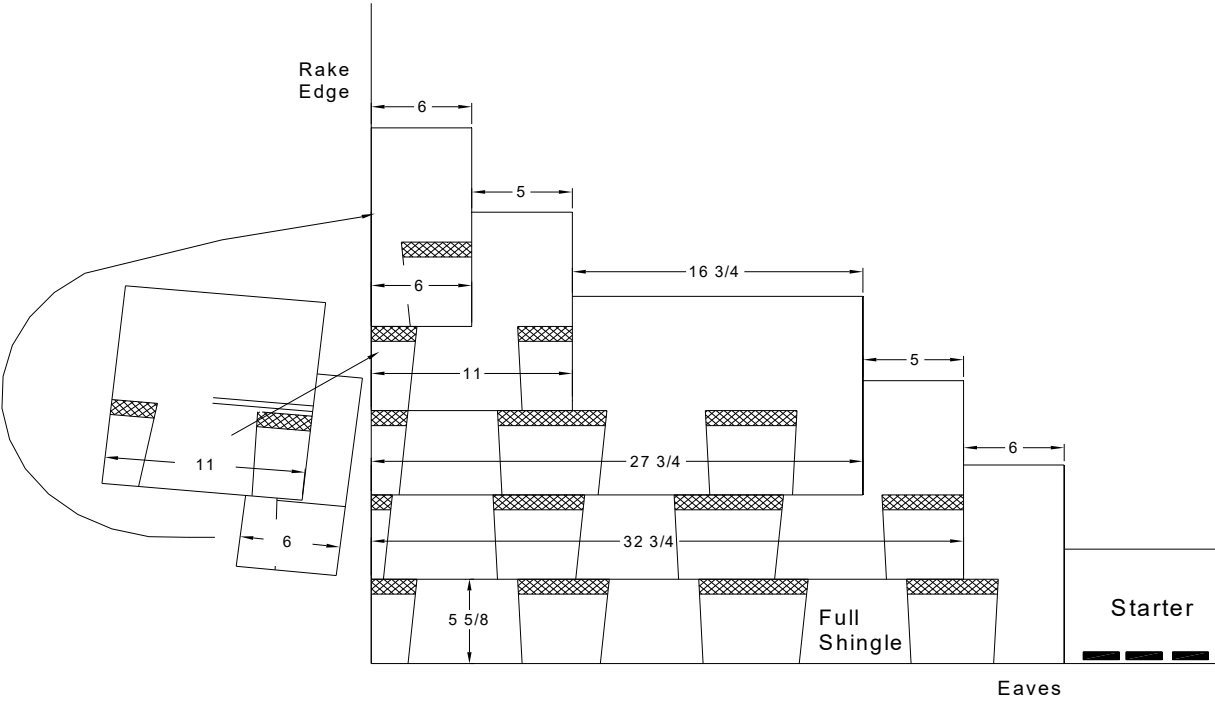 Rake
Edge
6
5
16 3/4
6
5
11
6
11
27 3/4
6
32 3/4
5 5/8
Full
Shingle
Starter
Eaves